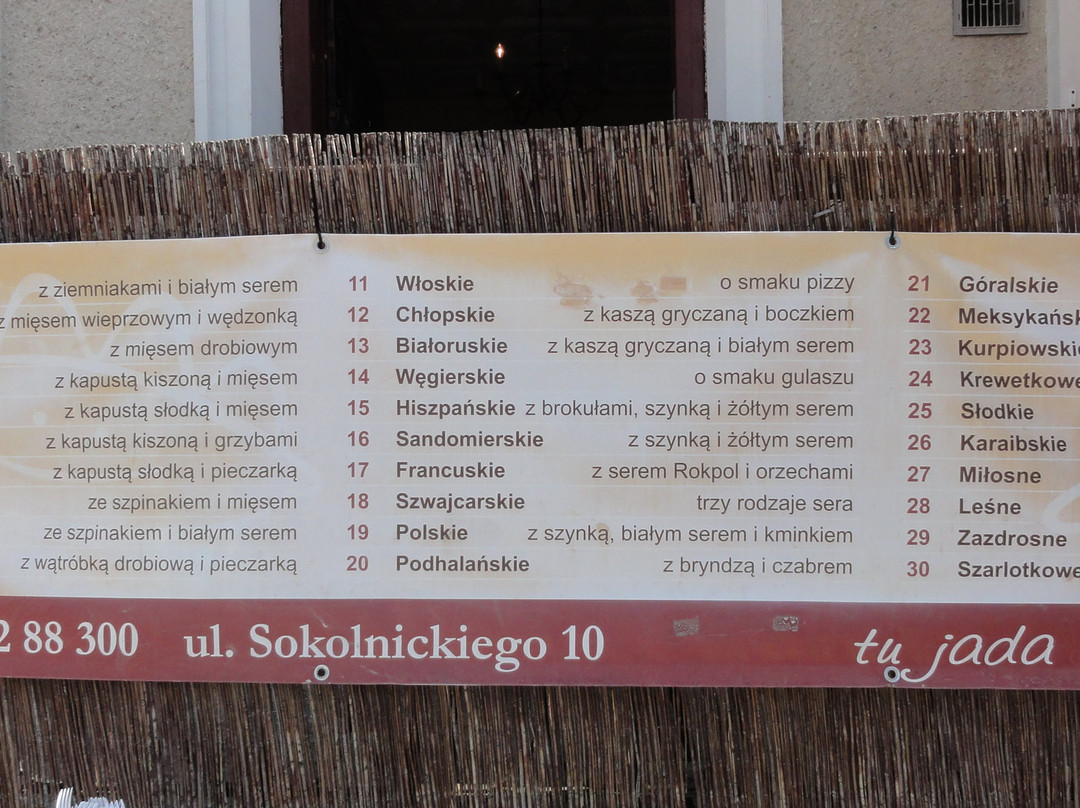 z ziemniakami i białym serem
z mięsem wieprzowym i wędzonką
z mięsem drobiowym
z kapustą kiszoną i mięsem
z kapustą słodką i mięsem
z kapustą kiszoną i grzybami
z kapustą słodką i pieczarką
ze szpinakiem i mięsem
ze szpinakiem i białym serem
z wątróbką drobiową i pieczarką
11 Włoskie o smaku pizzy
12 Chłopskie z kaszą gryczaną i boczkiem
13 Białoruskie z kaszą gryczaną i białym serem
14 Węgierskie o smaku gulaszu
15 Hiszpańskie z brokułami, szynką i żółtym serem
16 Sandomierskie z szynką i żółtym serem
17 Francuskie z serem Rokpol i orzechami
18 Szwajcarskie trzy rodzaje sera
19 Polskie z szynką, białym serem i kminkiem
20 Podhalańskie z bryndzą i czabrem
21 Góralskie
22 Meksykańsk
23 Kurpiowskie
24 Krewetkowe
25 Słodkie
26 Karaibskie
27 Miłosne
28 Leśne
29 Zazdrosne
30 Szarlotkowe
2 88 300 ul. Sokolnickiego 10 tu jada